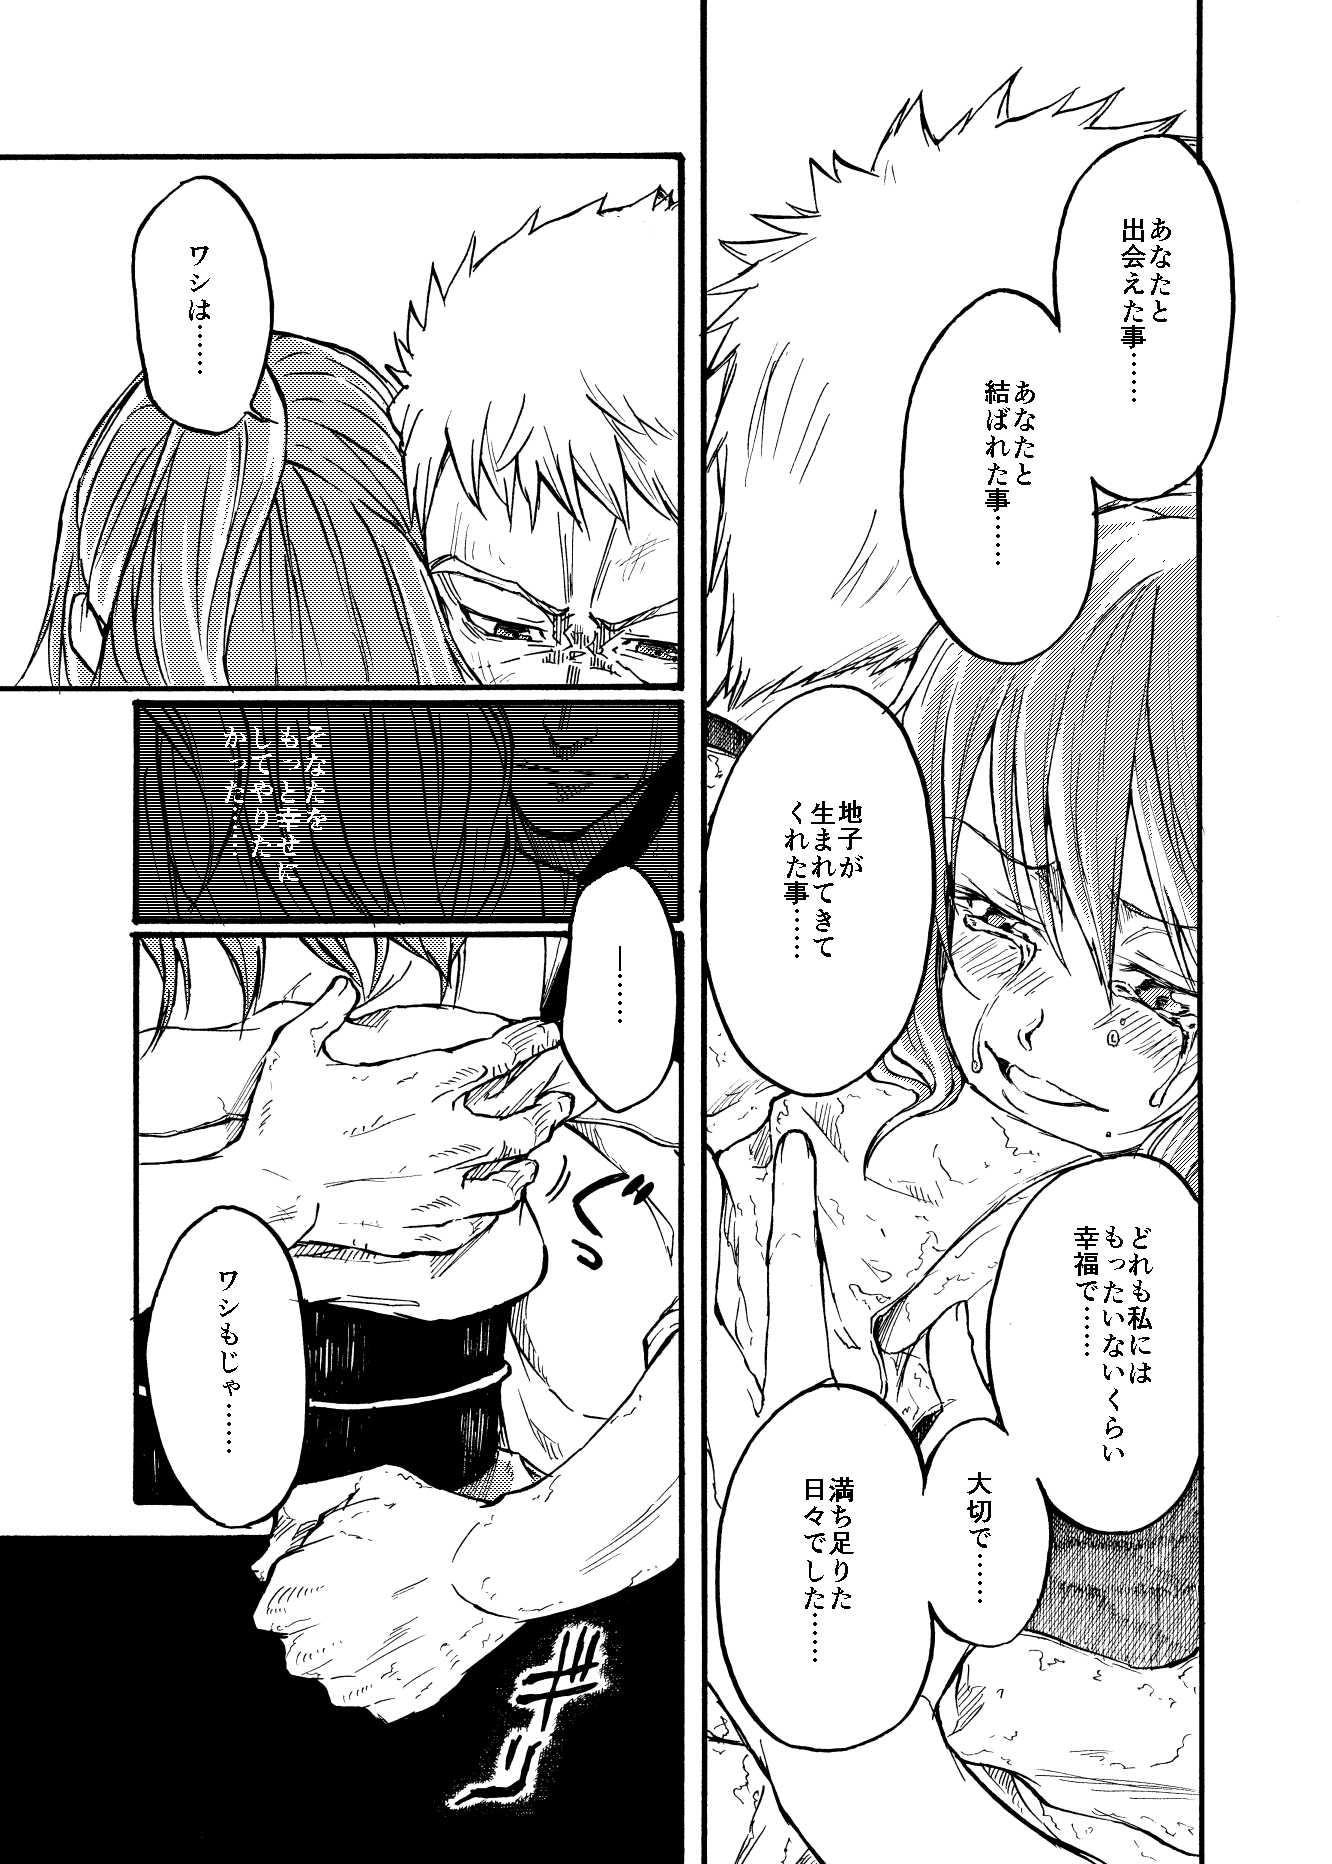 あなたと
出会えた事……
あなたと
結ばれた事……
地子が
生まれてきて
くれた事……
どれも私には
もったいないくらい
幸福で……
大切で……
満ち足りた
日々でした……
ワシは……
そなたを
もっと幸せに
してやりた
かった……
―……
ぐ
ワシもじゃ……
ギッ